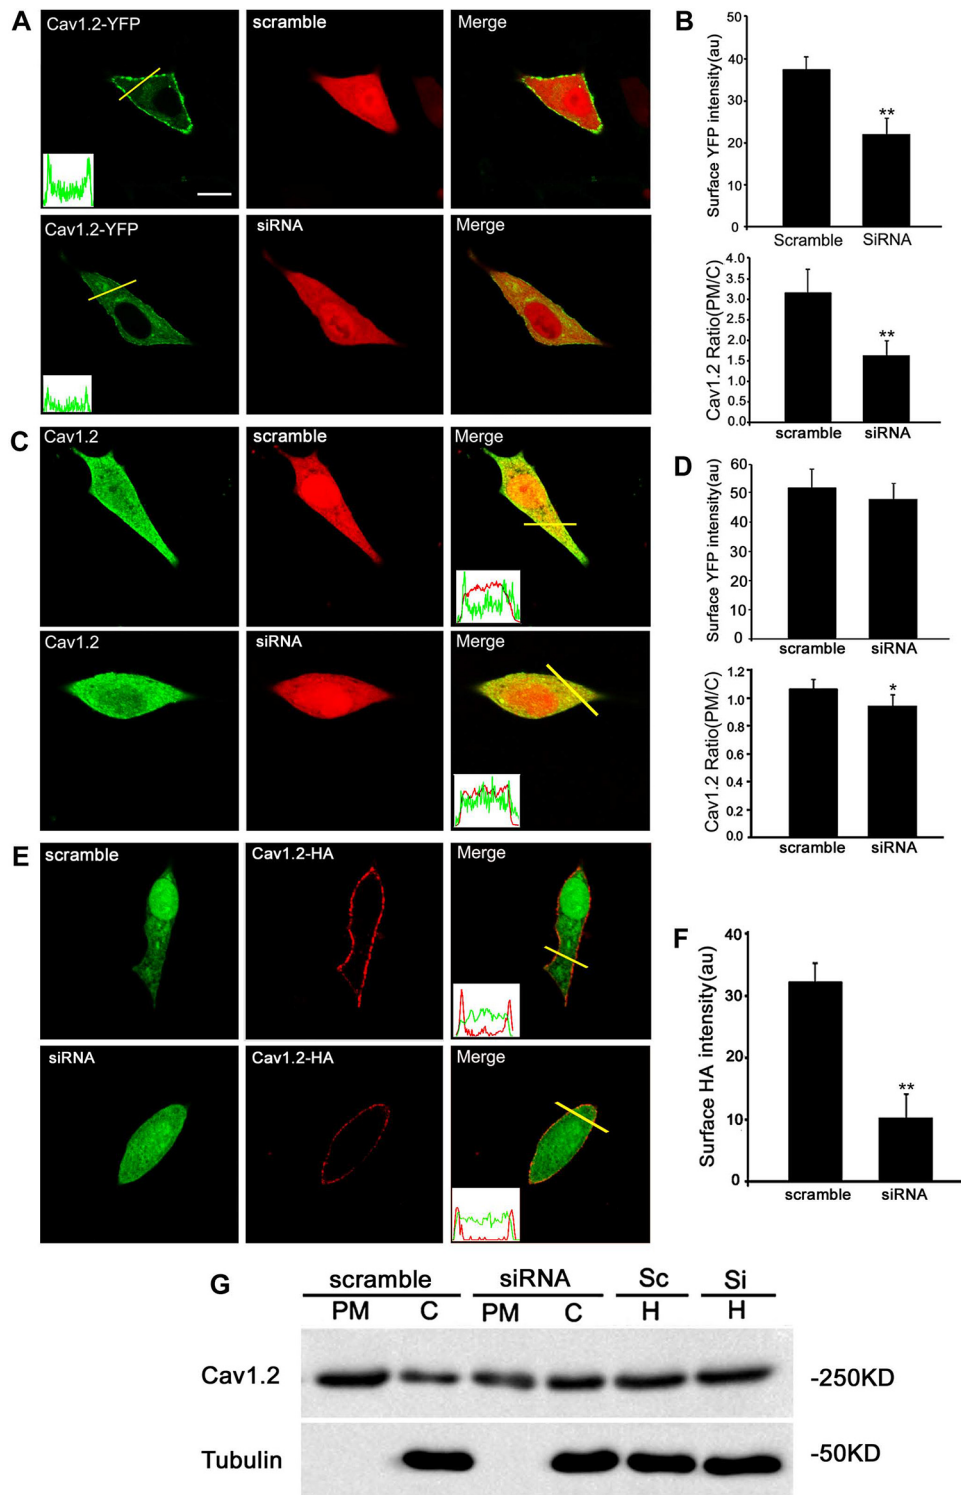 A
Cav1.2-YFP
scramble
Merge
Cav1.2-YFP
siRNA
Merge
B
Surface YFP intensity(au)
50
40
30
20
10
0
Scramble
SiRNA
**
Cav1.2 Ratio(PM/C)
4.0
3.5
3.0
2.5
2.0
1.5
1.0
0.5
0.0
scramble
siRNA
**
C
Cav1.2
scramble
Merge
Cav1.2
siRNA
Merge
D
Surface YFP intensity(au)
60
50
40
30
20
10
0
scramble
siRNA
Cav1.2 Ratio(PM/C)
1.2
1.0
0.8
0.6
0.4
0.2
0.0
scramble
siRNA
*
E
scramble
Cav1.2-HA
Merge
siRNA
Cav1.2-HA
Merge
F
Surface HA intensity(au)
40
30
20
10
0
scramble
siRNA
**
G
scramble siRNA Sc Si
PM C PM C H H
Cav1.2
-250KD
Tubulin
-50KD